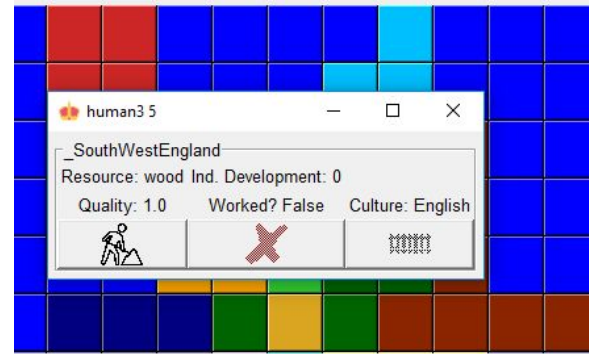 human3 5
_SouthWestEngland
Resource: wood Ind. Development: 0
Quality: 1.0 Worked? False Culture: English